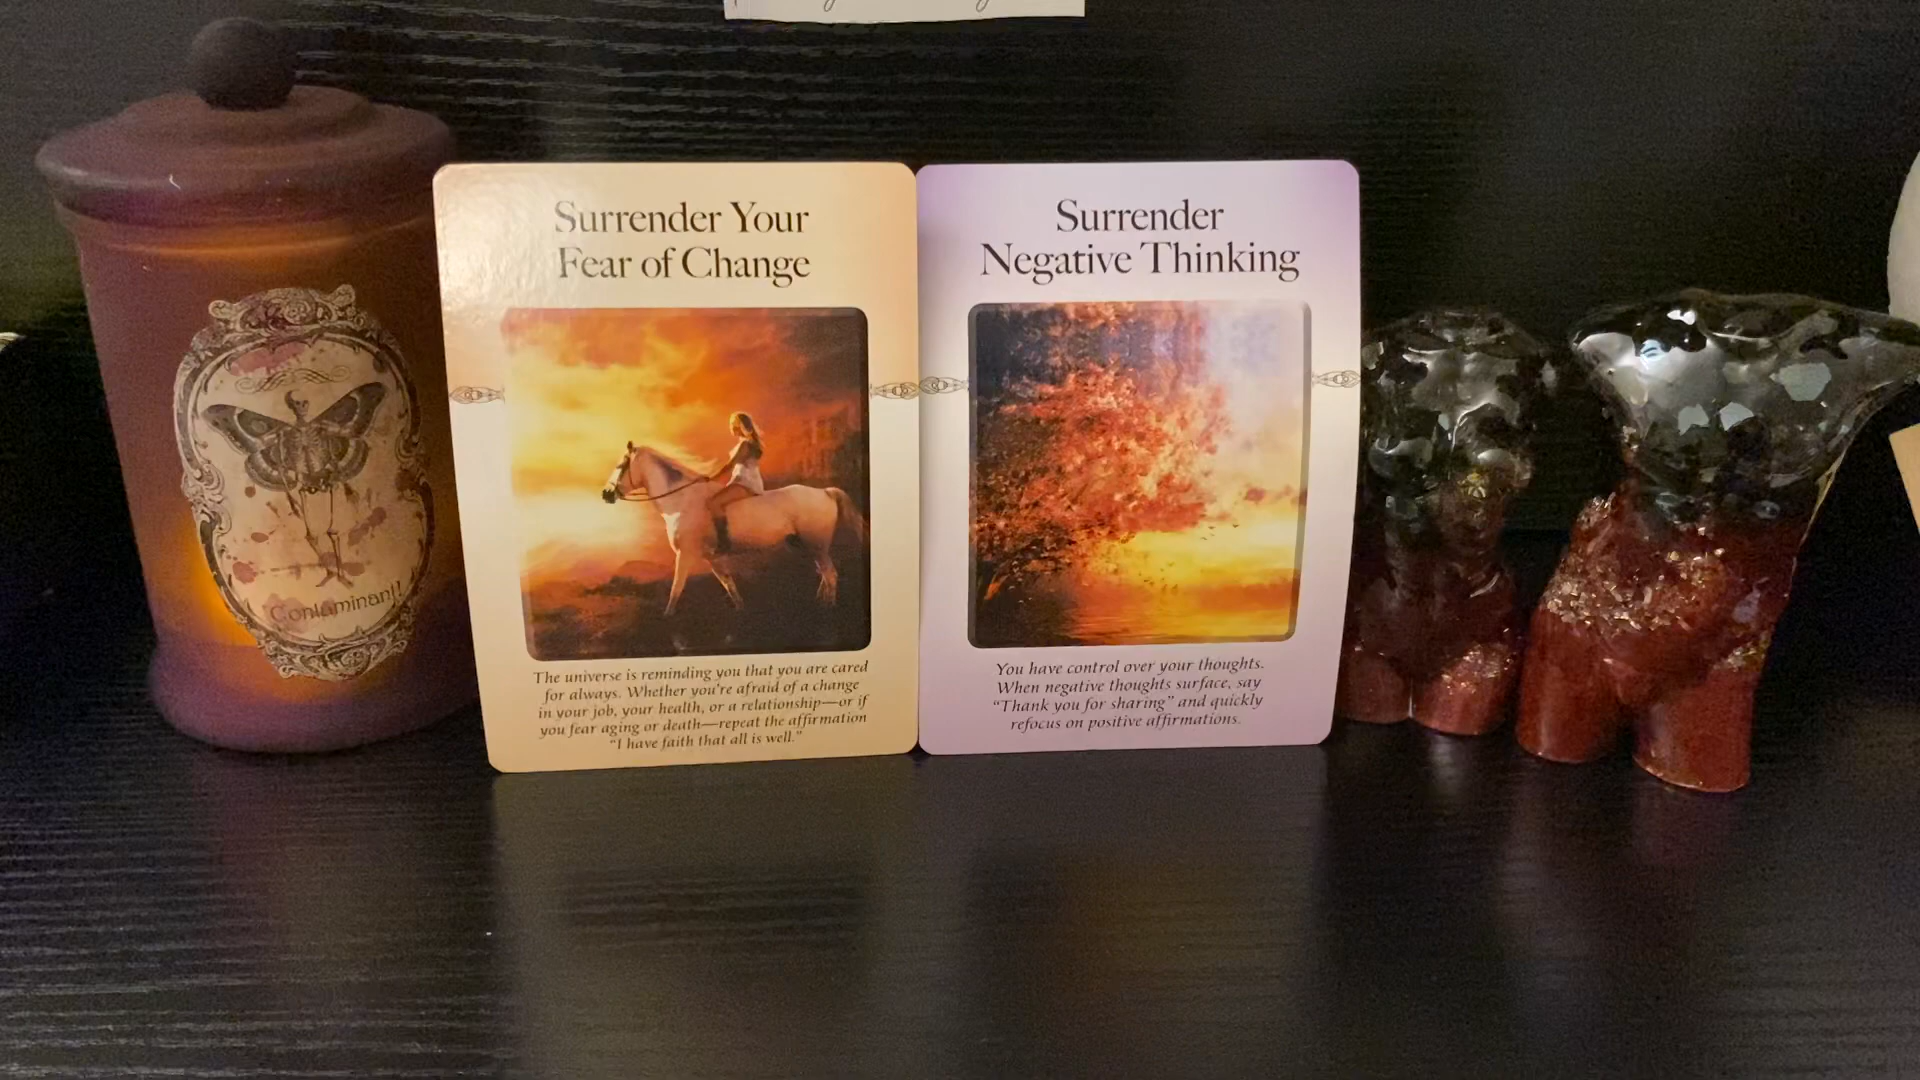 Surrender Your
Fear of Change
The universe is reminding you that you are cared
for always. Whether you're afraid of a change
in your job, your health, or a relationship—or if
you fear aging or death—repeat the affirmation
"I have faith that all is well."
Surrender
Negative Thinking
You have control over your thoughts.
When negative thoughts surface, say
"Thank you for sharing" and quickly
refocus on positive affirmations.